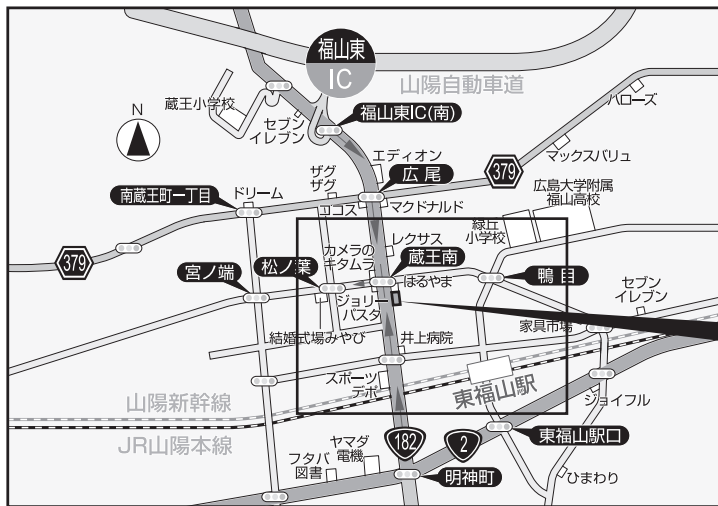 福山東
IC
山陽自動車道
蔵王小学校
セブン
イレブン
福山東IC(南)
ハローズ
N
マックスバリュ
エディオン
広 尾
379
ザグ
ザグ
南蔵王町一丁目
ドリーム
ココス
マクドナルド
広島大学附属
福山高校
緑丘
小学校
レクサス
カメラの
キタムラ
蔵王南
379
宮ノ端
松ノ葉
はるやま
鴨 目
セブン
イレブン
ジョリー
パスタ
結婚式場みやび
井上病院
家具市場
スポーツ
デポ
東福山駅
ジョイフル
山陽新幹線
JR山陽本線
182
2
東福山駅口
ヤマダ
電機
フタバ
図書
明神町
ひまわり